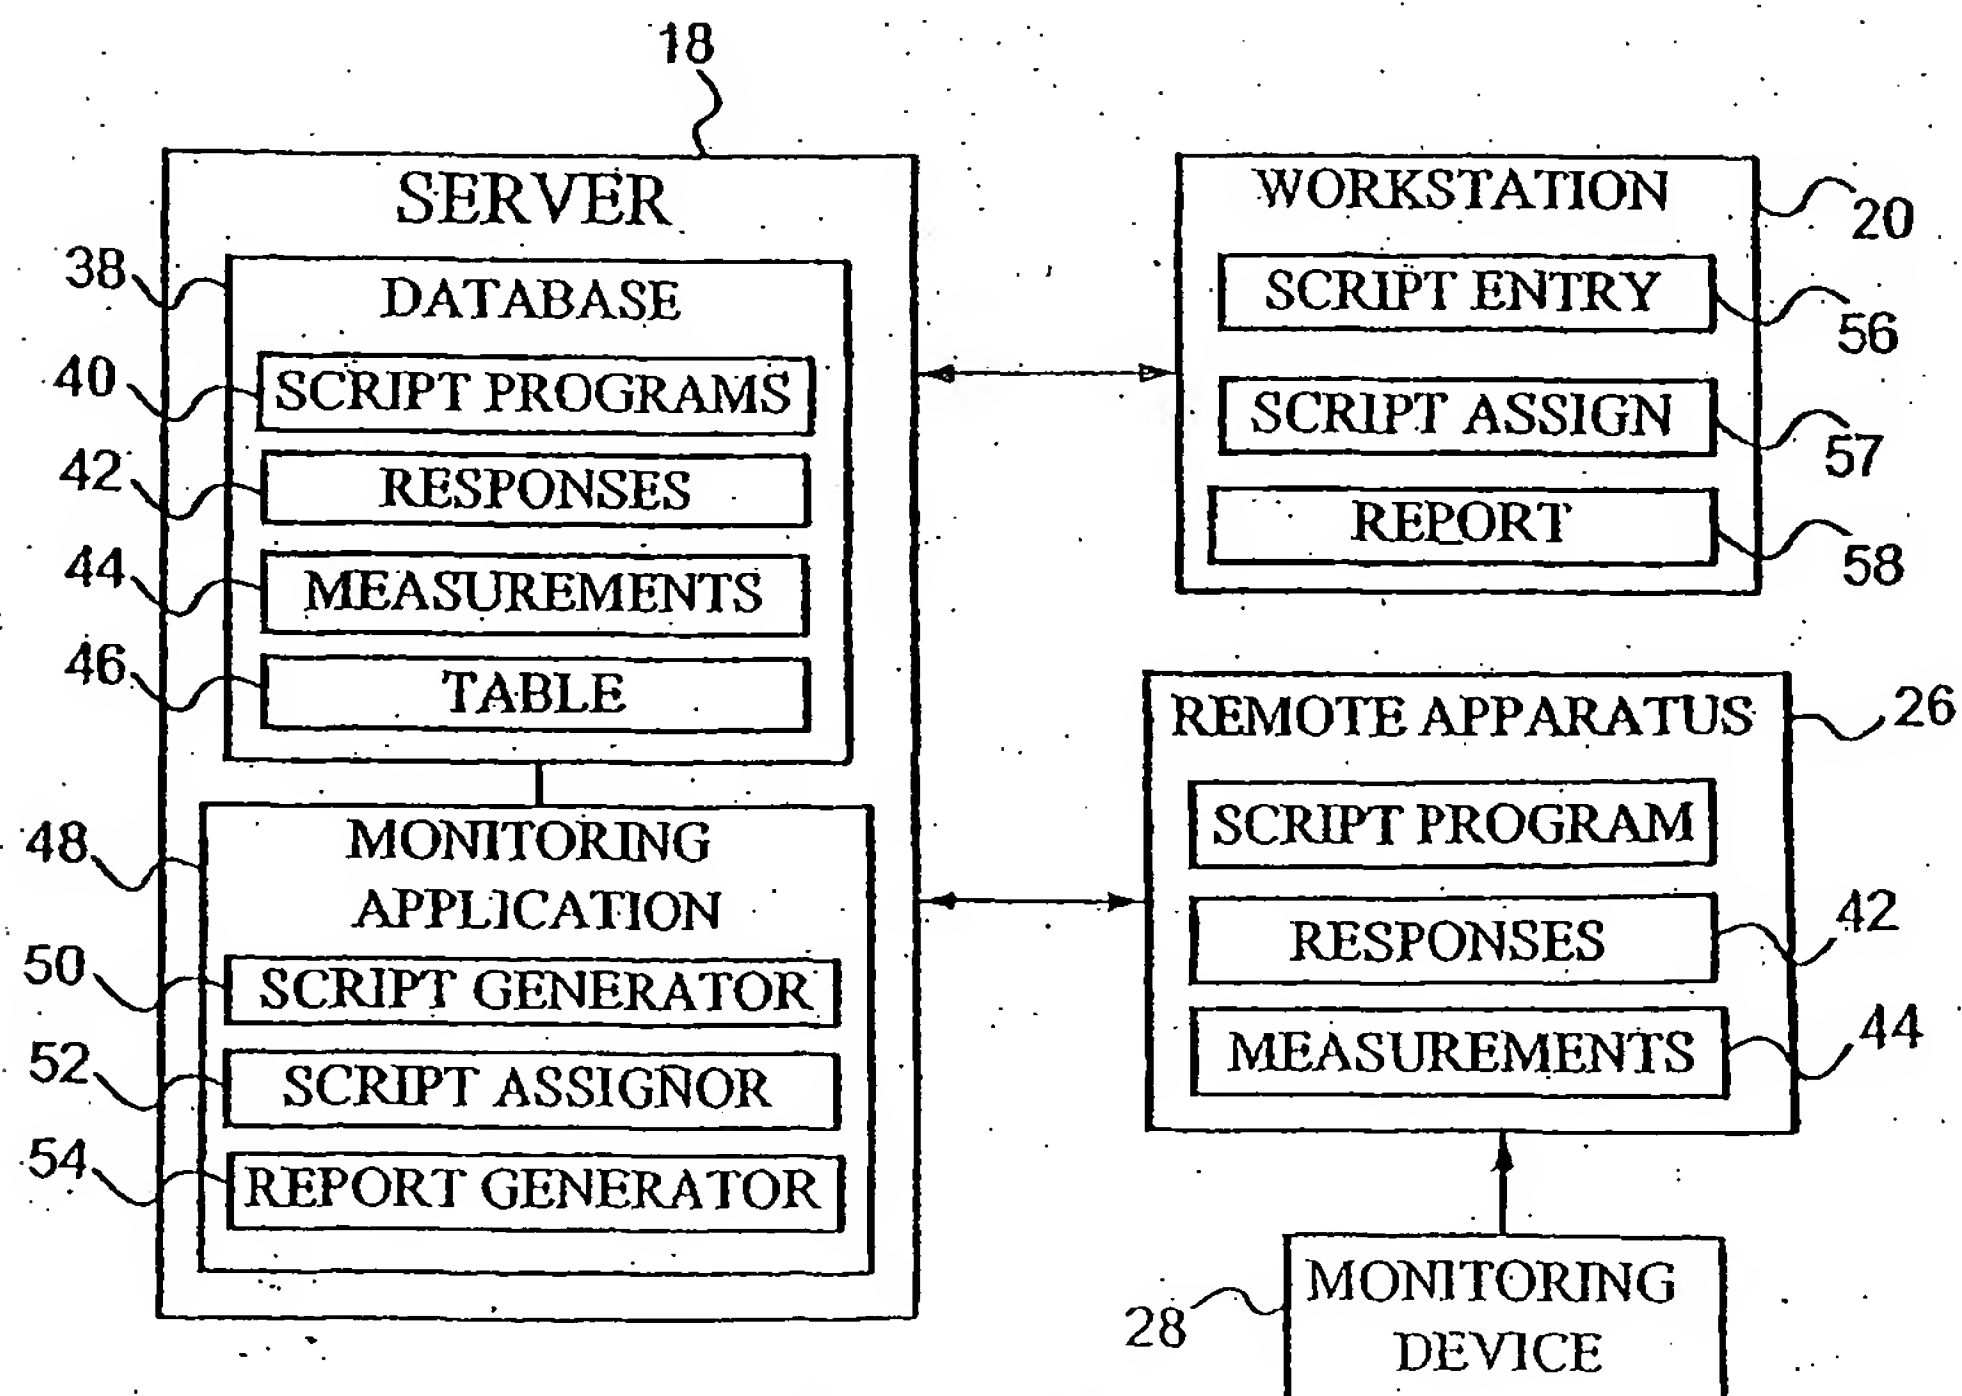 18
SERVER
38
DATABASE
40
SCRIPT PROGRAMS
42
RESPONSES
44
MEASUREMENTS
46
TABLE
48
MONITORING
APPLICATION
50
SCRIPT GENERATOR
52
SCRIPT ASSIGNOR
54
REPORT GENERATOR
WORKSTATION
20
SCRIPT ENTRY
56
SCRIPT ASSIGN
57
REPORT
58
REMOTE APPARATUS
26
SCRIPT PROGRAM
RESPONSES
42
MEASUREMENTS
44
28
MONITORING
DEVICE